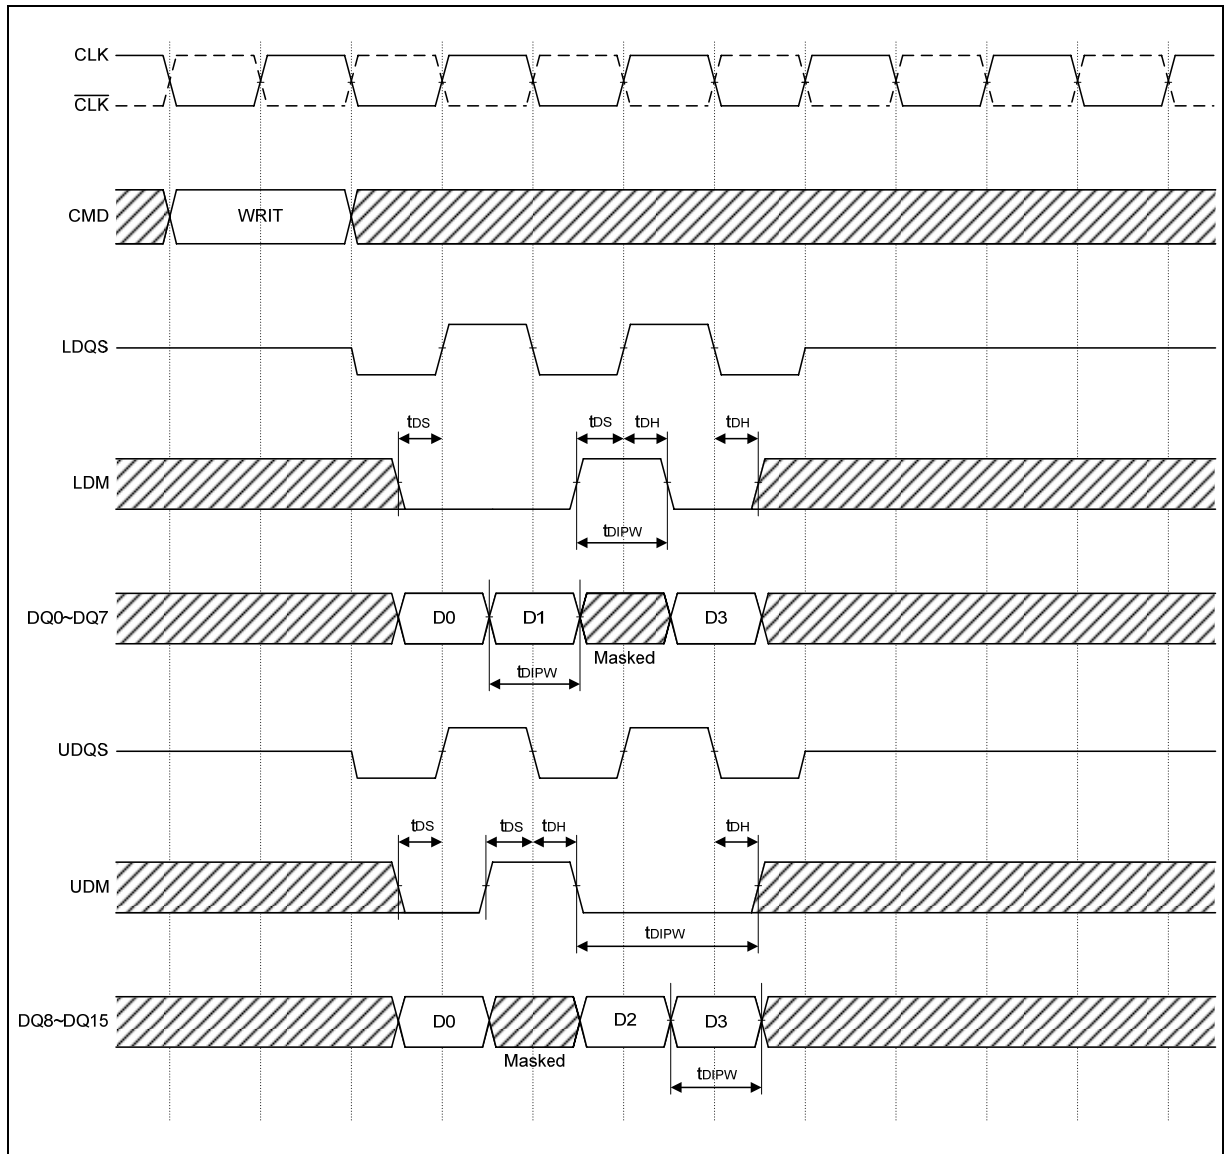 CLK
C̅L̅K̅
CMD WRIT
LDQS
tDS tDS tDH tDH
LDM
tDIPW
DQ0~DQ7 D0 D1 D3
Masked
tDIPW
UDQS
tDS tDS tDH tDH
UDM
tDIPW
DQ8~DQ15 D0 D2 D3
Masked
tDIPW